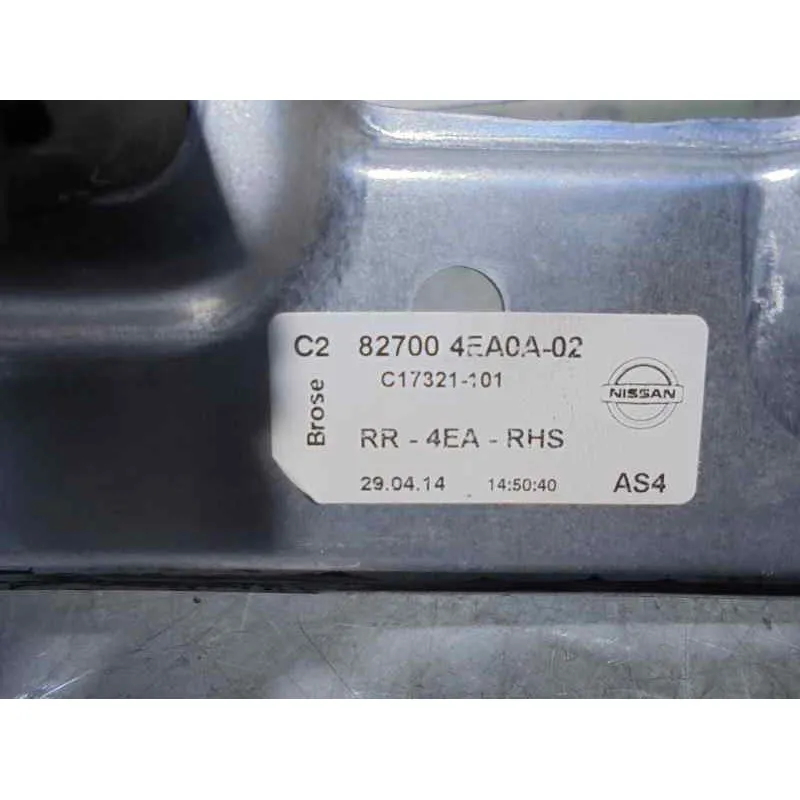 C2 82700 4EA0A-02
C17321-101
NISSAN
Brose
RR - 4EA - RHS
29.04.14 14:50:40 AS4